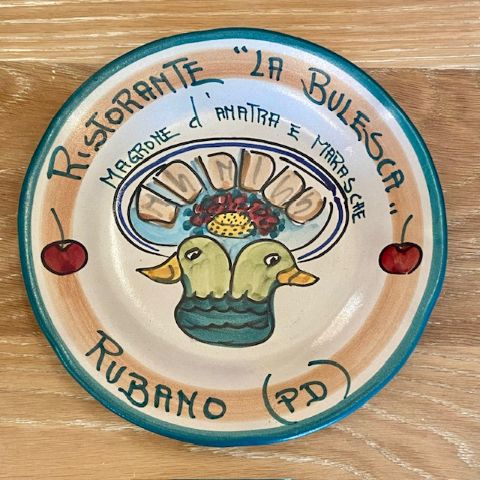 RISTORANTE "LA BULESCA"
MAGRONE d'ANATRA E MARASCHE
RUBANO (PD)